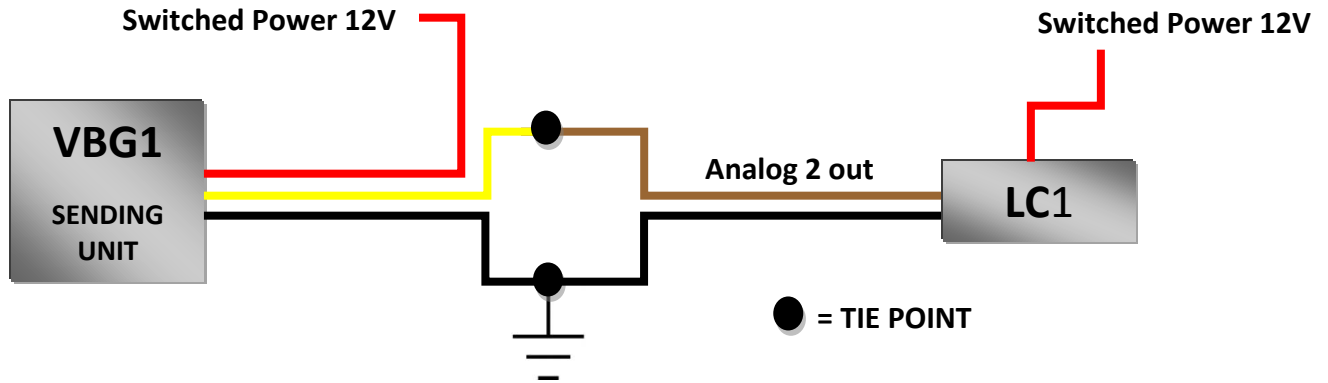 Switched Power 12V
Switched Power 12V
VBG1
SENDING
UNIT
Analog 2 out
LC1
= TIE POINT